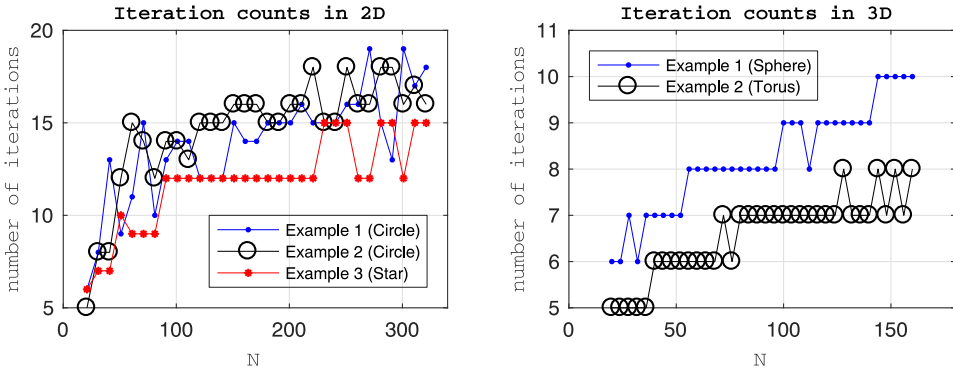 Iteration counts in 2D
number of iterations
20
15
10
5
0
100
200
300
N
Example 1 (Circle)
Example 2 (Circle)
Example 3 (Star)
Iteration counts in 3D
number of iterations
11
10
9
8
7
6
5
0
50
100
150
N
Example 1 (Sphere)
Example 2 (Torus)